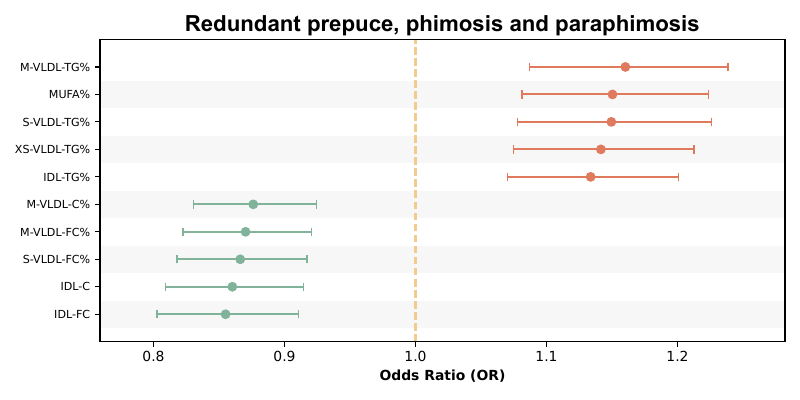 Redundant prepuce, phimosis and paraphimosis
M-VLDL-TG%
MUFA%
S-VLDL-TG%
XS-VLDL-TG%
IDL-TG%
M-VLDL-C%
M-VLDL-FC%
S-VLDL-FC%
IDL-C
IDL-FC
0.8 0.9 1.0 1.1 1.2
Odds Ratio (OR)